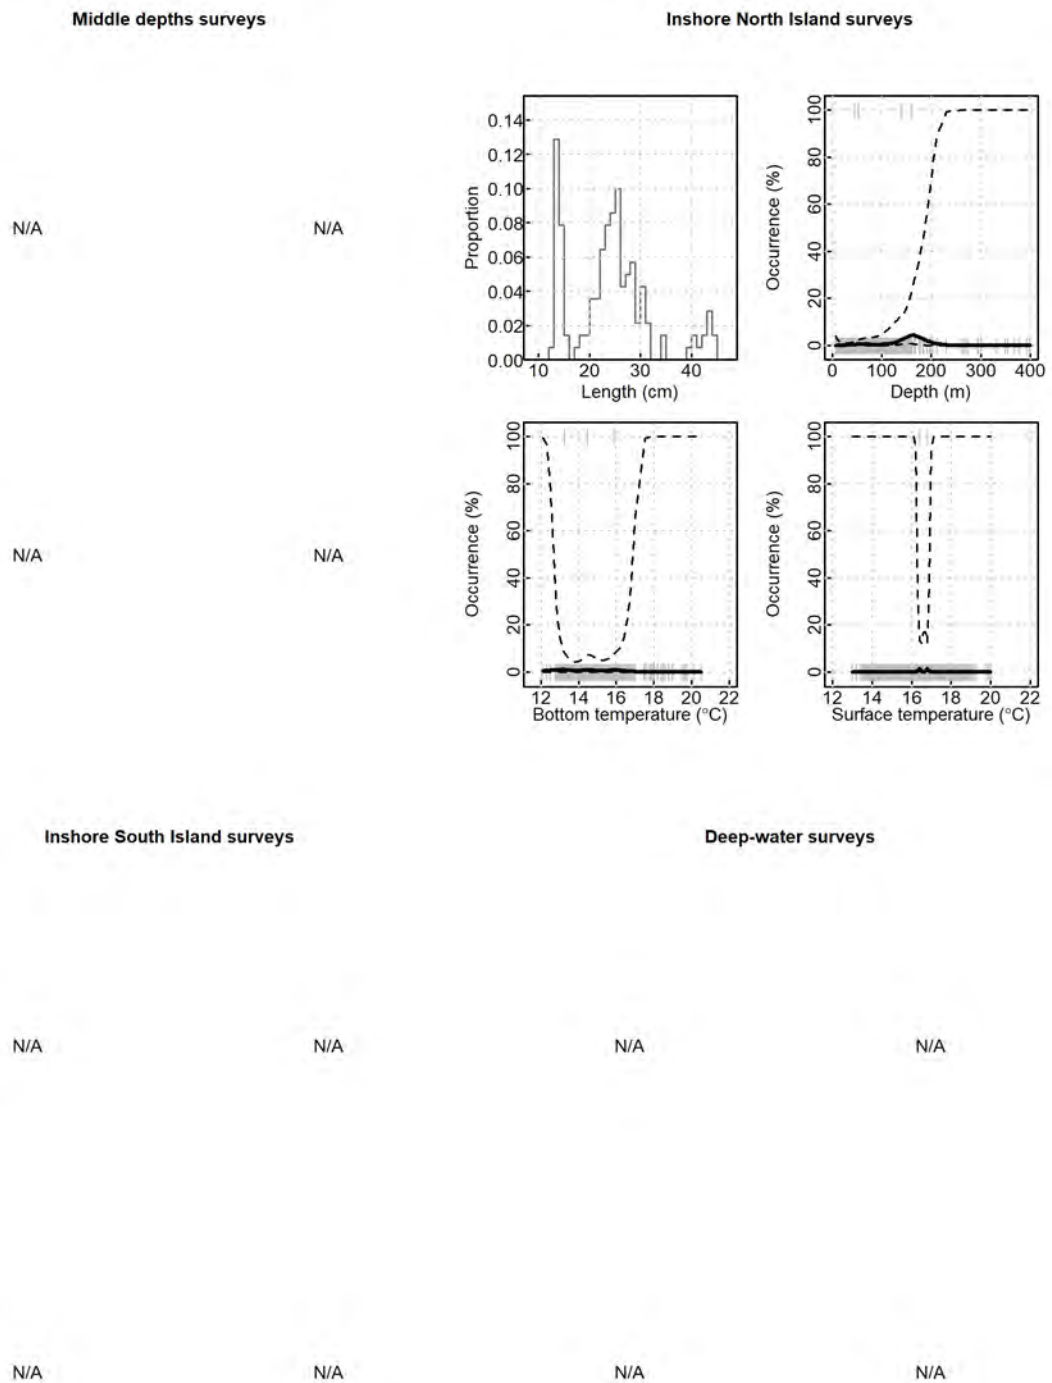 Middle depths surveys
Inshore North Island surveys
N/A
N/A
0.14
0.12
0.10
0.08
0.06
0.04
0.02
0.00
Proportion
10 20 30 40
Length (cm)
100
80
60
40
20
0
Occurrence (%)
0 100 200 300 400
Depth (m)
N/A
N/A
100
80
60
40
20
0
Occurrence (%)
12 14 16 18 20 22
Bottom temperature (°C)
100
80
60
40
20
0
Occurrence (%)
12 14 16 18 20 22
Surface temperature (°C)
Inshore South Island surveys
Deep-water surveys
N/A
N/A
N/A
N/A
N/A
N/A
N/A
N/A